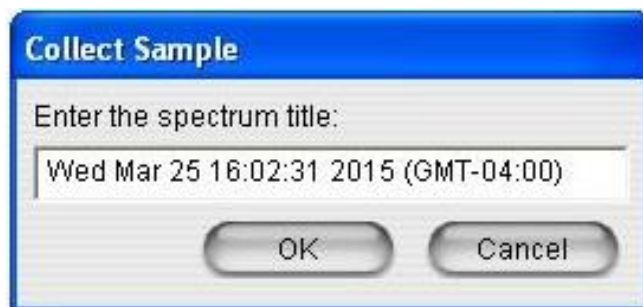 Collect Sample
Enter the spectrum title:
Wed Mar 25 16:02:31 2015 (GMT-04:00)
OK Cancel